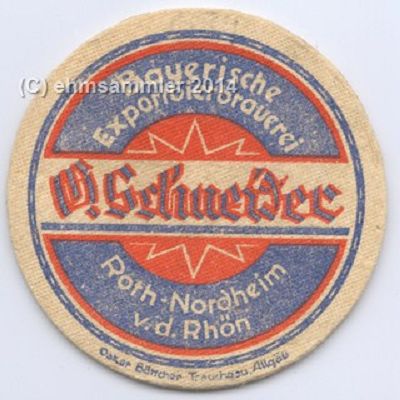 (C) ehmsammler 2014
Bayerische
Exportbierbrauerei
O. Schneider
Roth-Nordheim
v.d. Rhön
Oskar Böttcher, Trauchgau, Allgäu